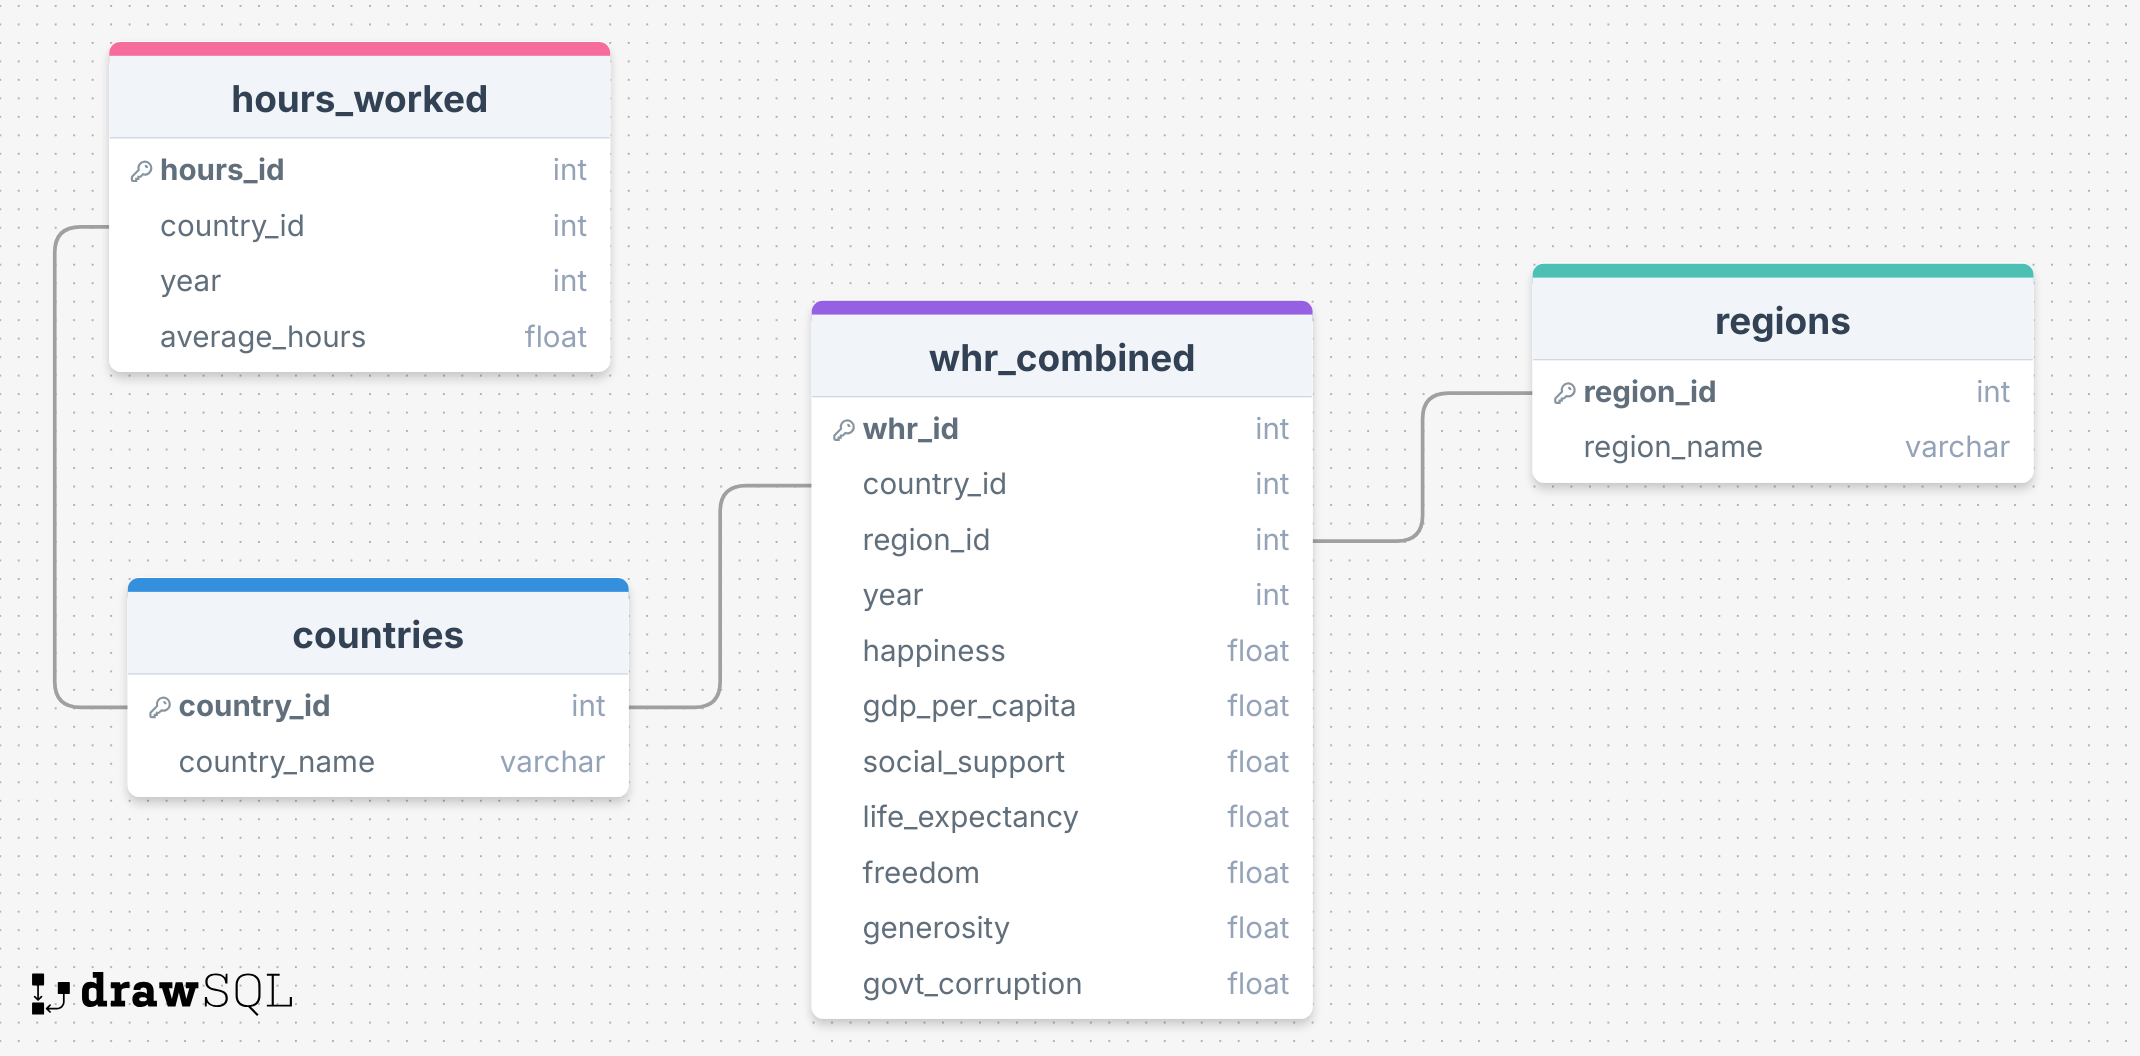 hours_worked
hours_id int
country_id int
year int
average_hours float
countries
country_id int
country_name varchar
whr_combined
whr_id int
country_id int
region_id int
year int
happiness float
gdp_per_capita float
social_support float
life_expectancy float
freedom float
generosity float
govt_corruption float
regions
region_id int
region_name varchar
drawSQL